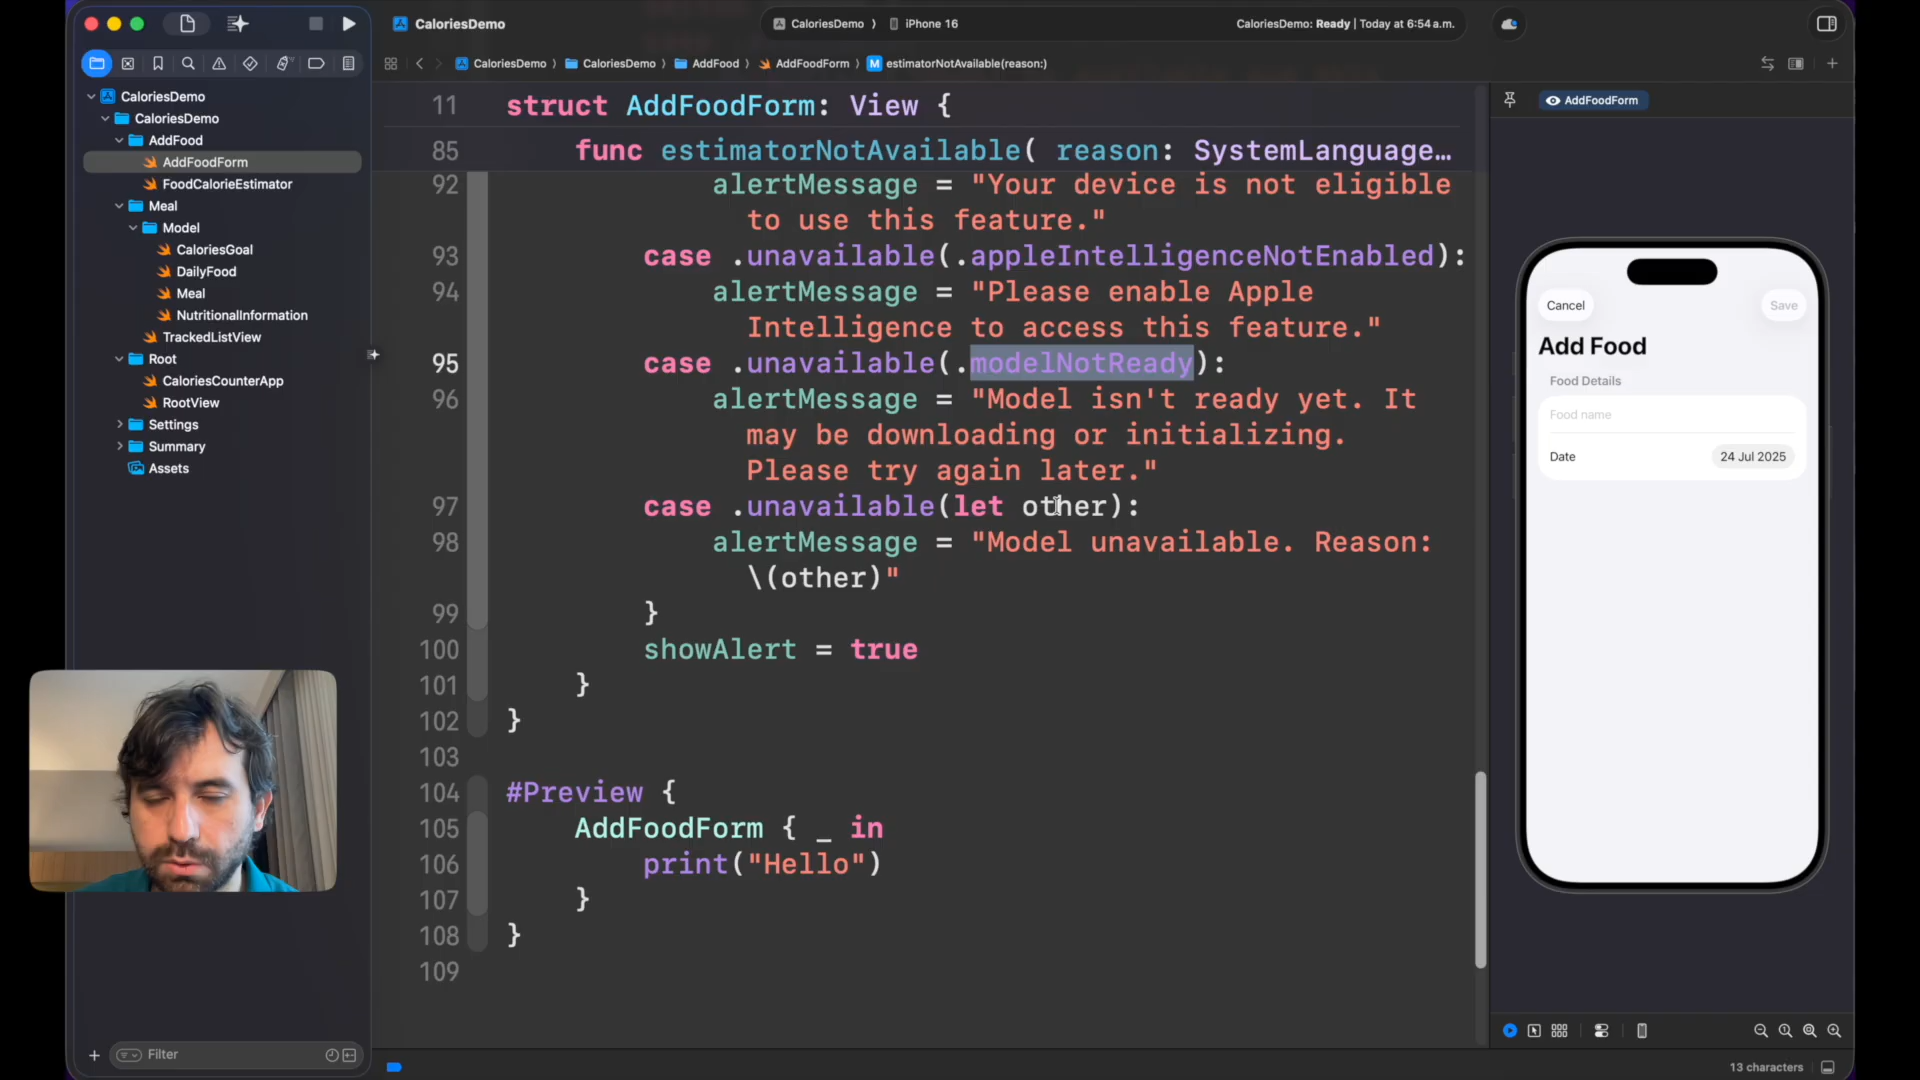 CaloriesDemo
CaloriesDemo
iPhone 16
CaloriesDemo: Ready | Today at 6:54 a.m.
CaloriesDemo
CaloriesDemo
AddFood
AddFoodForm
M
estimatorNotAvailable(reason:)
CaloriesDemo
CaloriesDemo
AddFood
AddFoodForm
FoodCalorieEstimator
Meal
Model
CaloriesGoal
DailyFood
Meal
NutritionalInformation
TrackedListView
Root
CaloriesCounterApp
RootView
Settings
Summary
Assets
Filter
11 struct AddFoodForm: View {
85 func estimatorNotAvailable( reason: SystemLanguage…
92 alertMessage = "Your device is not eligible
to use this feature."
93 case .unavailable(.appleIntelligenceNotEnabled):
94 alertMessage = "Please enable Apple
Intelligence to access this feature."
95 case .unavailable(.modelNotReady):
96 alertMessage = "Model isn't ready yet. It
may be downloading or initializing.
Please try again later."
97 case .unavailable(let other):
98 alertMessage = "Model unavailable. Reason:
\(other)"
99 }
100 showAlert = true
101 }
102 }
103
104 #Preview {
105 AddFoodForm { _ in
106 print("Hello")
107 }
108 }
109
AddFoodForm
Cancel
Save
Add Food
Food Details
Food name
Date
24 Jul 2025
13 characters